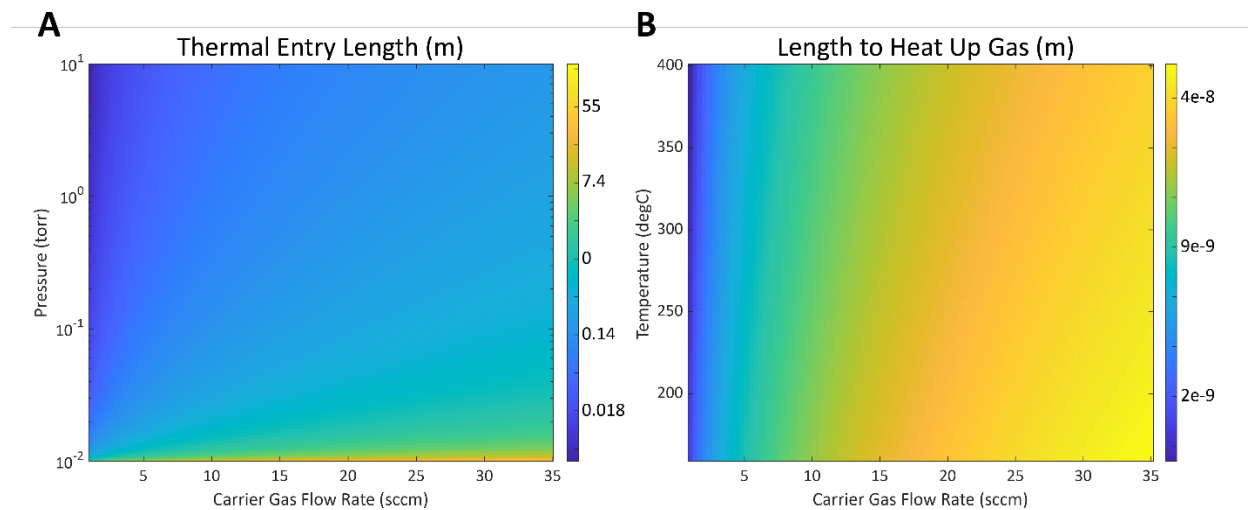 A
Thermal Entry Length (m)
10^1
10^0
10^-1
10^-2
Pressure (torr)
5 10 15 20 25 30 35
Carrier Gas Flow Rate (sccm)
55
7.4
0
0.14
0.018
B
Length to Heat Up Gas (m)
400
350
300
250
200
Temperature (degC)
5 10 15 20 25 30 35
Carrier Gas Flow Rate (sccm)
4e-8
9e-9
2e-9